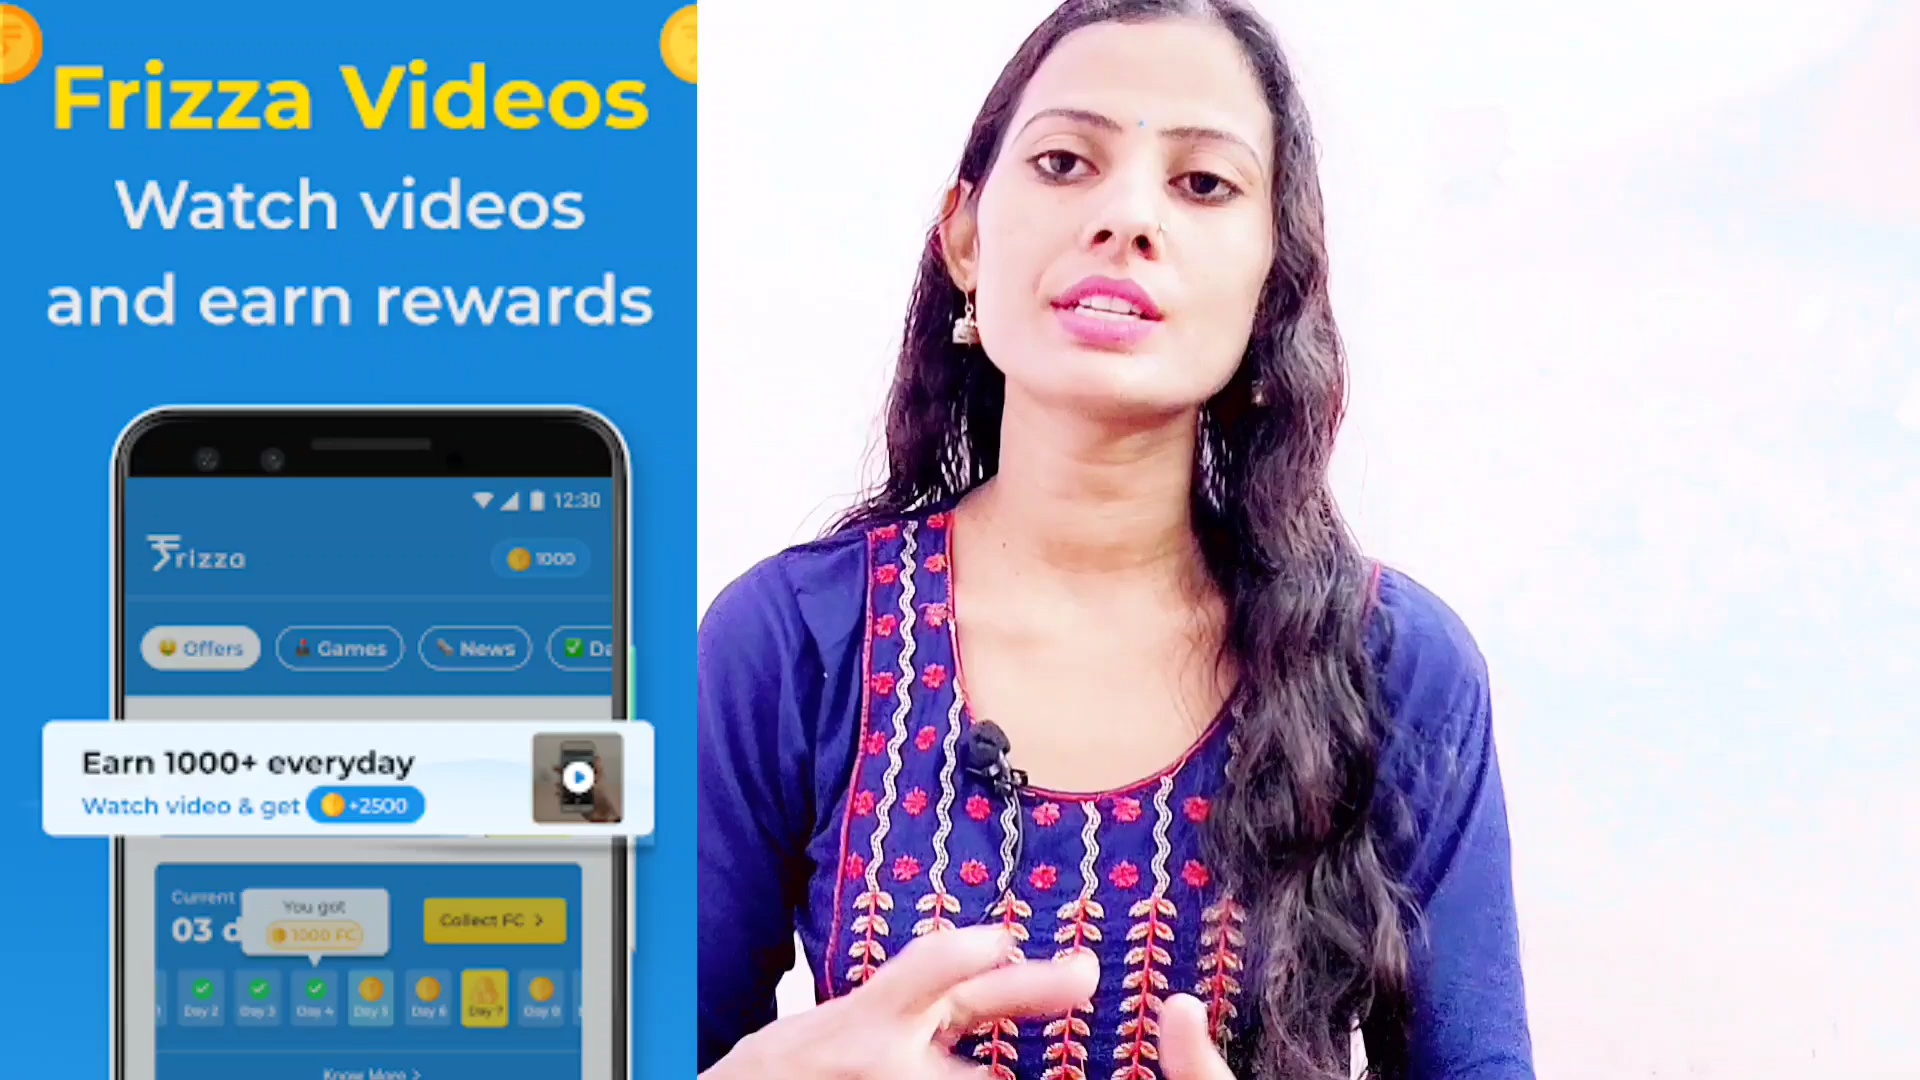 Frizza Videos
Watch videos
and earn rewards
12:30
Frizza
1000
Offers
Games
News
Earn 1000+ everyday
Watch video & get +2500
Current
03 d
You got
1000 FC
Collect FC >
Day 2
Day 3
Day 4
Day 5
Day 6
Day 7
Day 8
Know More >